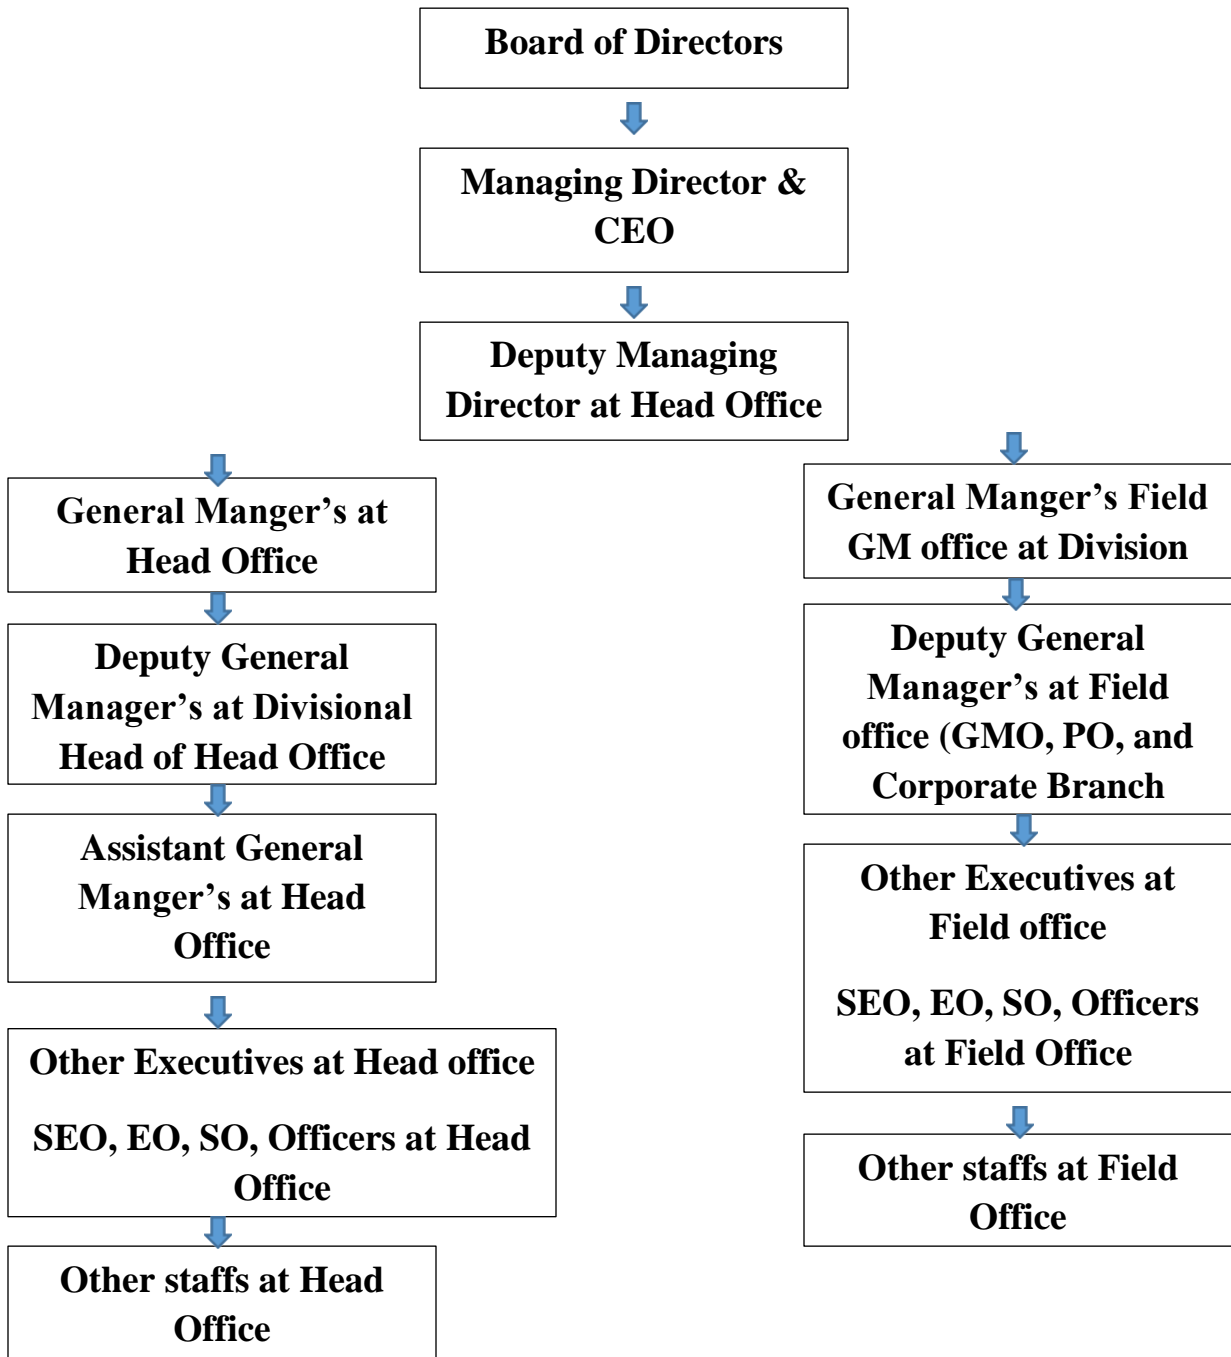 Board of Directors
Managing Director &
CEO
Deputy Managing
Director at Head Office
General Manger’s at
Head Office
Deputy General
Manager’s at Divisional
Head of Head Office
Assistant General
Manger’s at Head
Office
Other Executives at Head office
SEO, EO, SO, Officers at Head
Office
Other staffs at Head
Office
General Manger’s Field
GM office at Division
Deputy General
Manager’s at Field
office (GMO, PO, and
Corporate Branch
Other Executives at
Field office
SEO, EO, SO, Officers
at Field Office
Other staffs at Field
Office